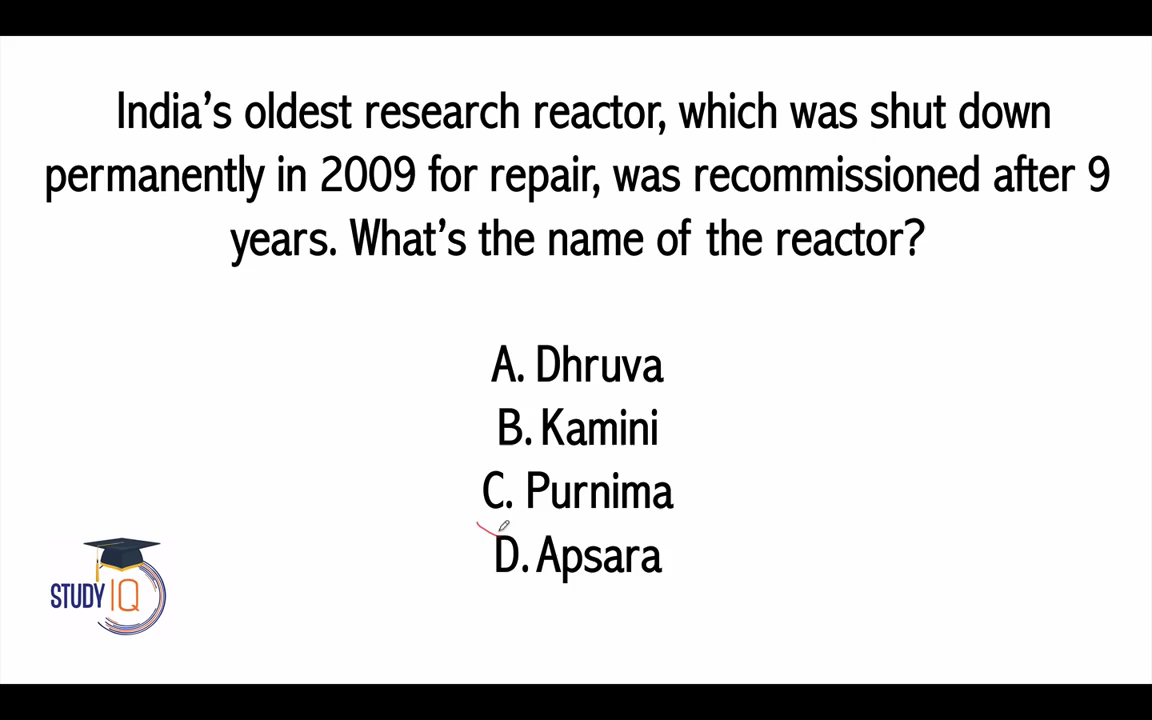 India's oldest research reactor, which was shut down
permanently in 2009 for repair, was recommissioned after 9
years. What's the name of the reactor?
A. Dhruva
B. Kamini
C. Purnima
D. Apsara
STUDY IQ